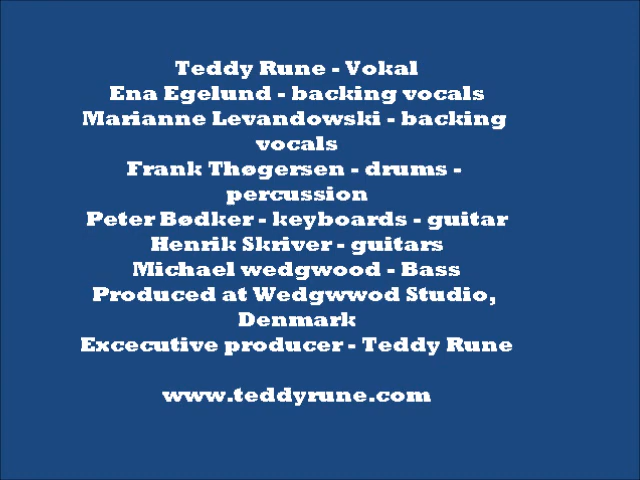 Teddy Rune - Vokal
Ena Egelund - backing vocals
Marianne Levandowski - backing
vocals
Frank Thøgersen - drums -
percussion
Peter Bødker - keyboards - guitar
Henrik Skriver - guitars
Michael wedgwood - Bass
Produced at Wedgwwod Studio,
Denmark
Excecutive producer - Teddy Rune
www.teddyrune.com